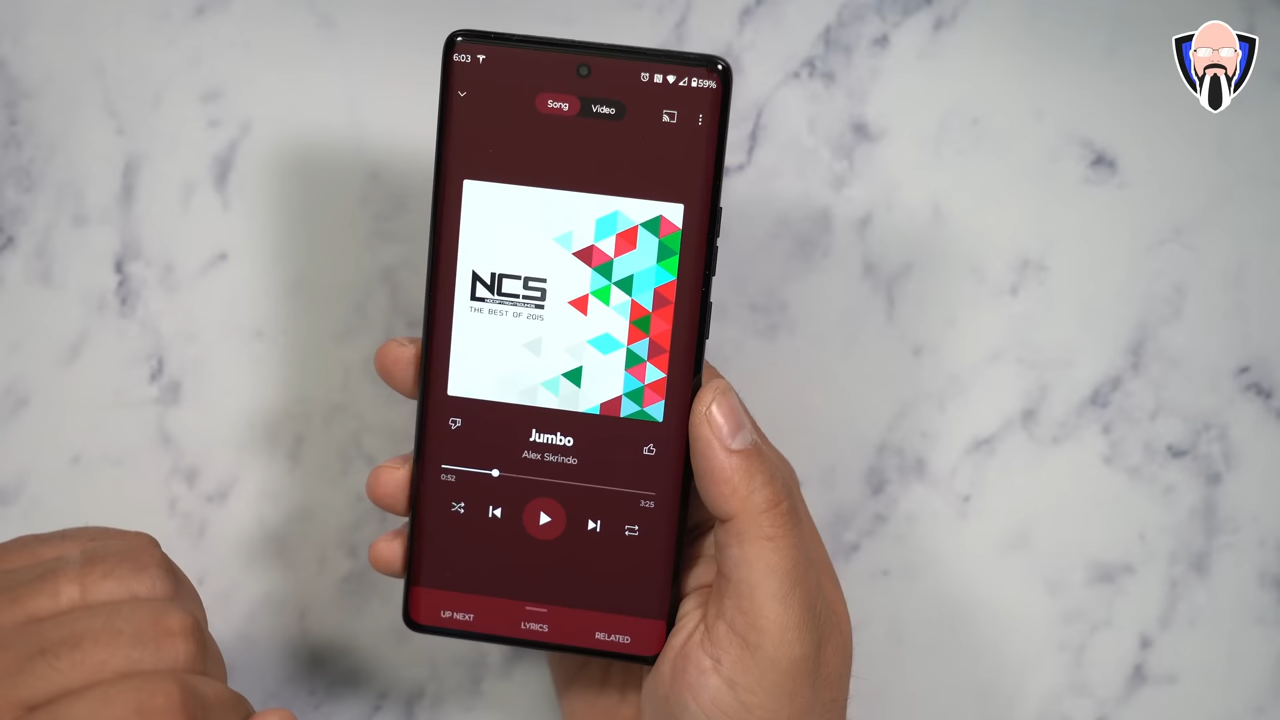 6:03
59%
Song Video
NCS
NOCOPYRIGHTSOUNDS
THE BEST OF 2015
Jumbo
Alex Skrindo
0:52
3:25
UP NEXT LYRICS RELATED